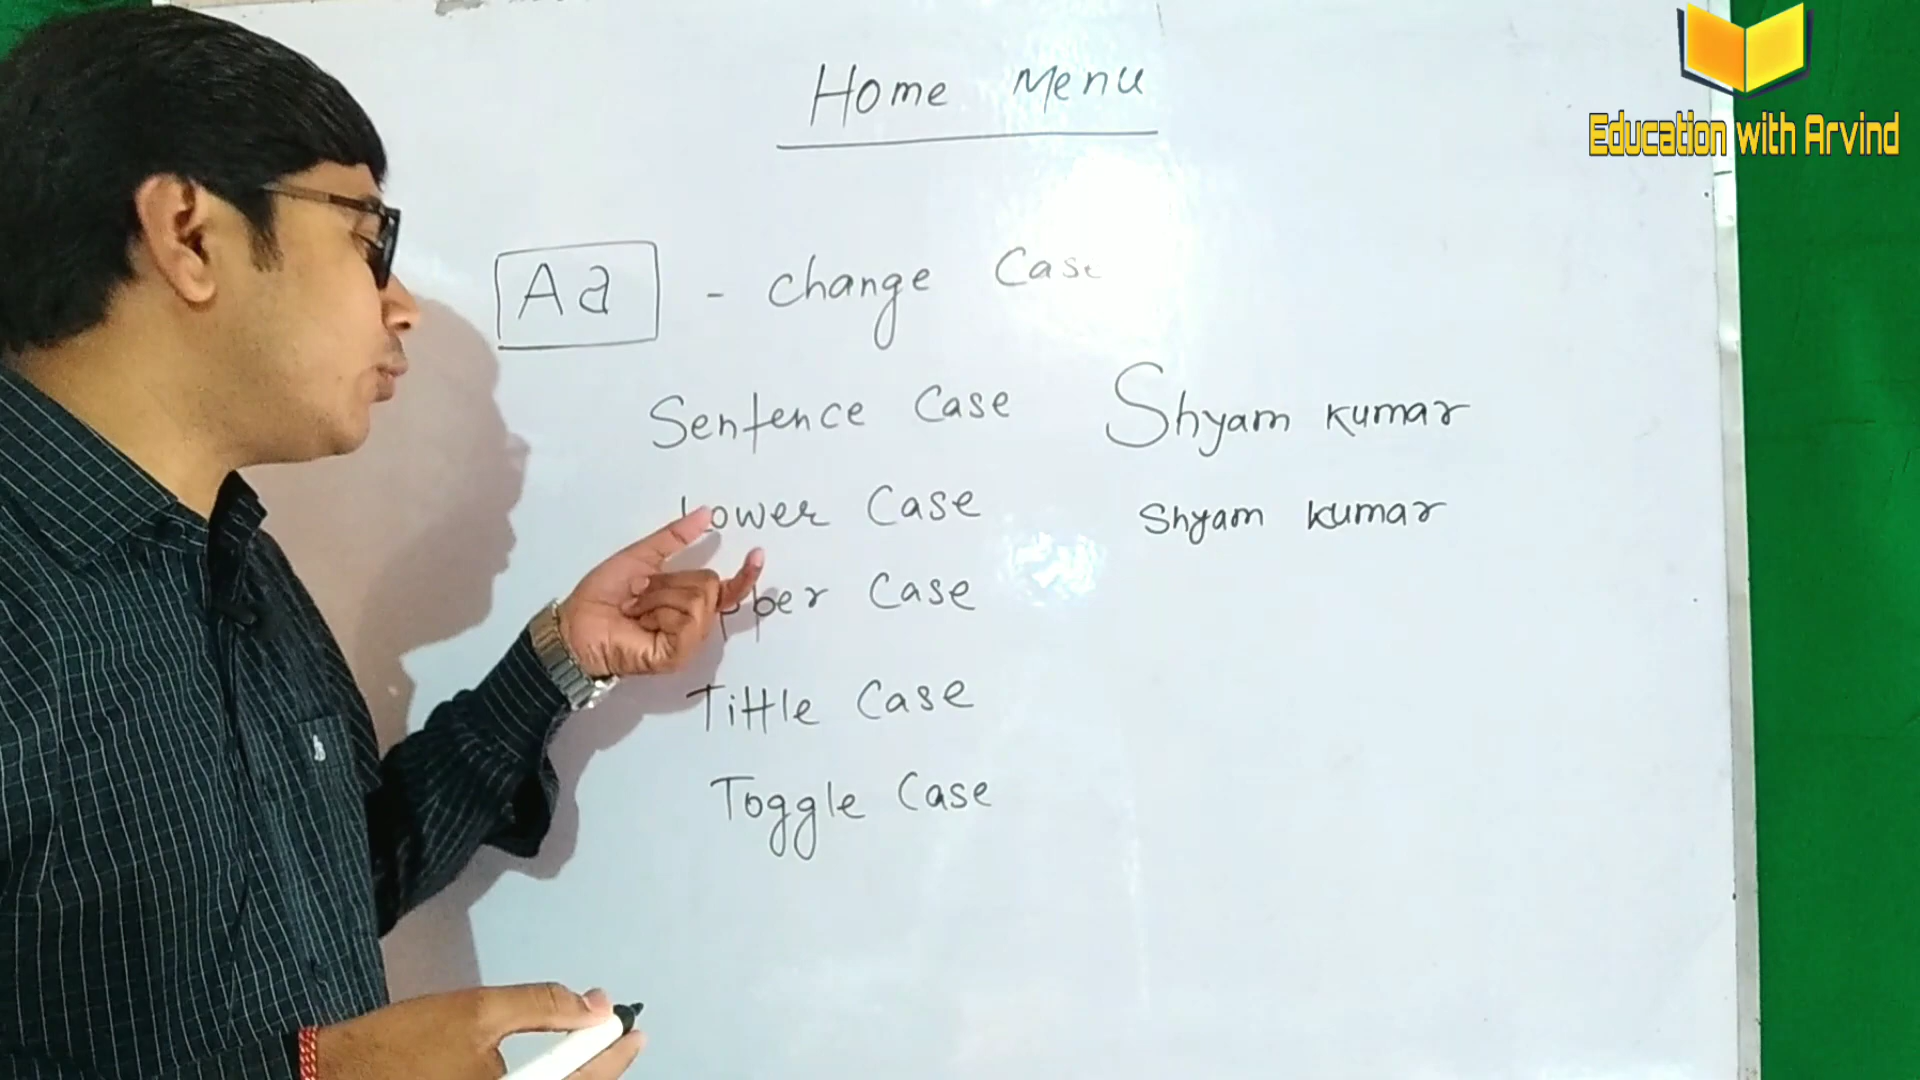 Education with Arvind
Home Menu
Aa - Change Case
Sentence Case Shyam kumar
Lower Case shyam kumar
Case
Tittle Case
Toggle Case